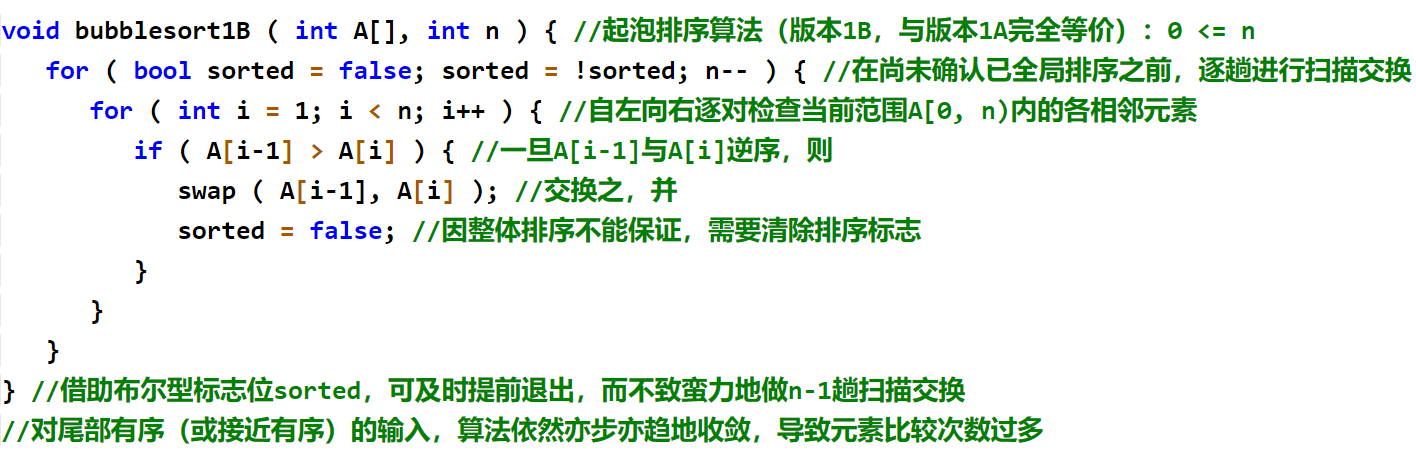 void bubblesort1B ( int A[], int n ) { //起泡排序算法（版本1B，与版本1A完全等价）: 0 <= n
for ( bool sorted = false; sorted = !sorted; n-- ) { //在尚未确认已全局排序之前，逐趟进行扫描交换
for ( int i = 1; i < n; i++ ) { //自左向右逐对检查当前范围A[0, n)内的各相邻元素
if ( A[i-1] > A[i] ) { //一旦A[i-1]与A[i]逆序，则
swap ( A[i-1], A[i] ); //交换之，并
sorted = false; //因整体排序不能保证，需要清除排序标志
}
}
}
} //借助布尔型标志位sorted，可及时提前退出，而不致蛮力地做n-1趟扫描交换
//对尾部有序（或接近有序）的输入，算法依然亦步亦趋地收敛，导致元素比较次数过多